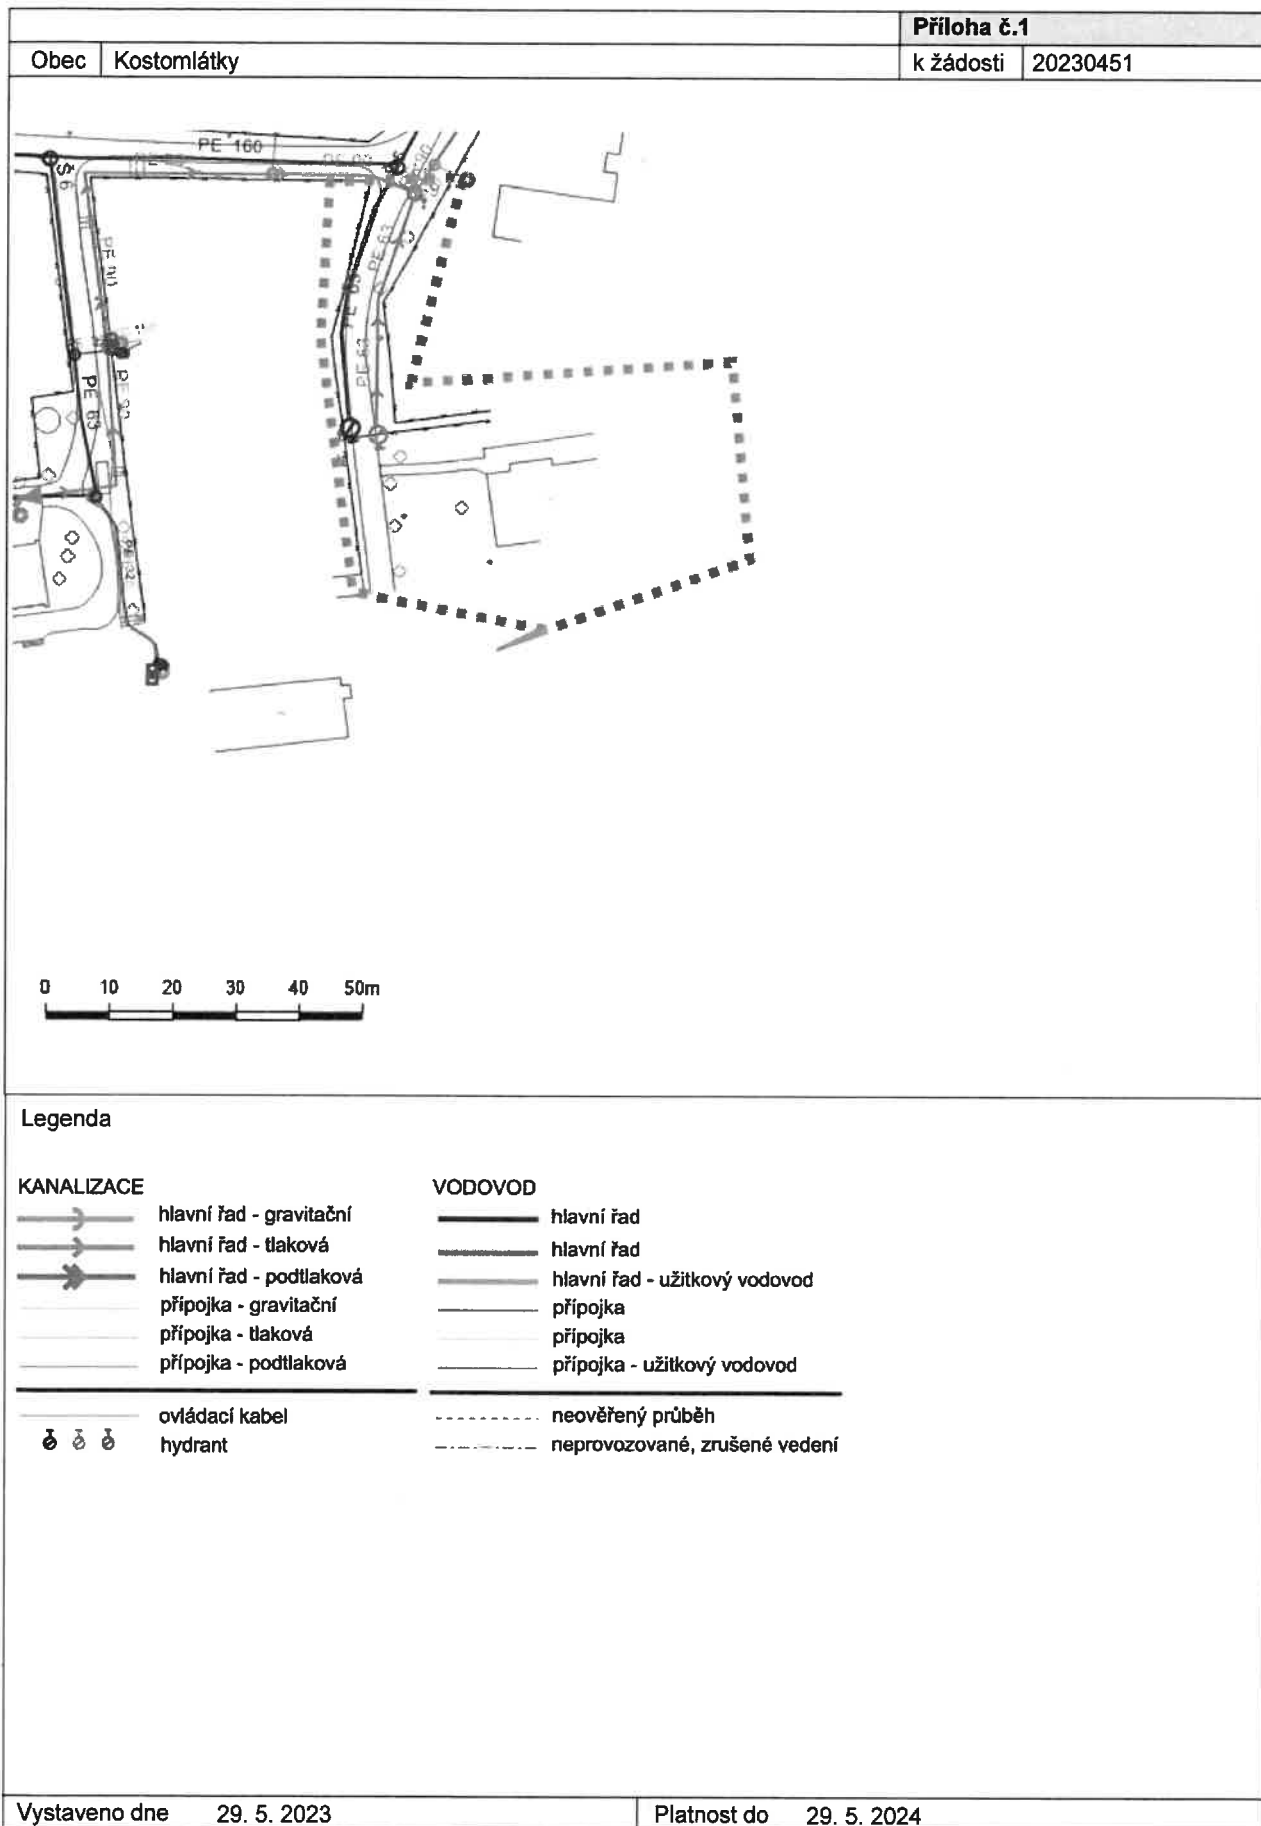 Příloha č.1
Obec Kostomlátky k žádosti 20230451
PE 160
PE 63
PE 63
PE 63
PE 63
0 10 20 30 40 50m
Legenda
KANALIZACE
hlavní řad - gravitační
hlavní řad - tlaková
hlavní řad - podtlaková
přípojka - gravitační
přípojka - tlaková
přípojka - podtlaková
ovládací kabel
hydrant
VODOVOD
hlavní řad
hlavní řad
hlavní řad - užitkový vodovod
přípojka
přípojka
přípojka - užitkový vodovod
neověřený průběh
neprovozované, zrušené vedení
Vystaveno dne 29. 5. 2023 Platnost do 29. 5. 2024